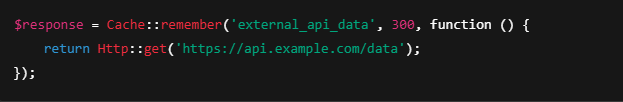 $response = Cache::remember('external_api_data', 300, function () {
    return Http::get('https://api.example.com/data');
});